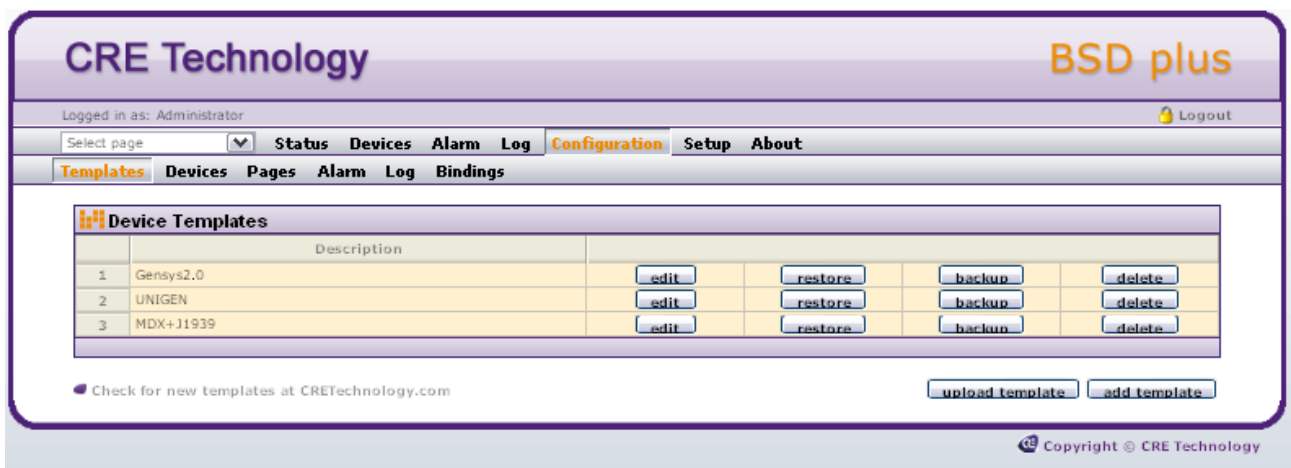 CRE Technology BSD plus
Logged in as: Administrator Logout
Select page Status Devices Alarm Log Configuration Setup About
Templates Devices Pages Alarm Log Bindings
Device Templates
Description
1 Gensys2.0 edit restore backup delete
2 UNIGEN edit restore backup delete
3 MDX+J1939 edit restore backup delete
Check for new templates at CRETechnology.com upload template add template
Copyright © CRE Technology